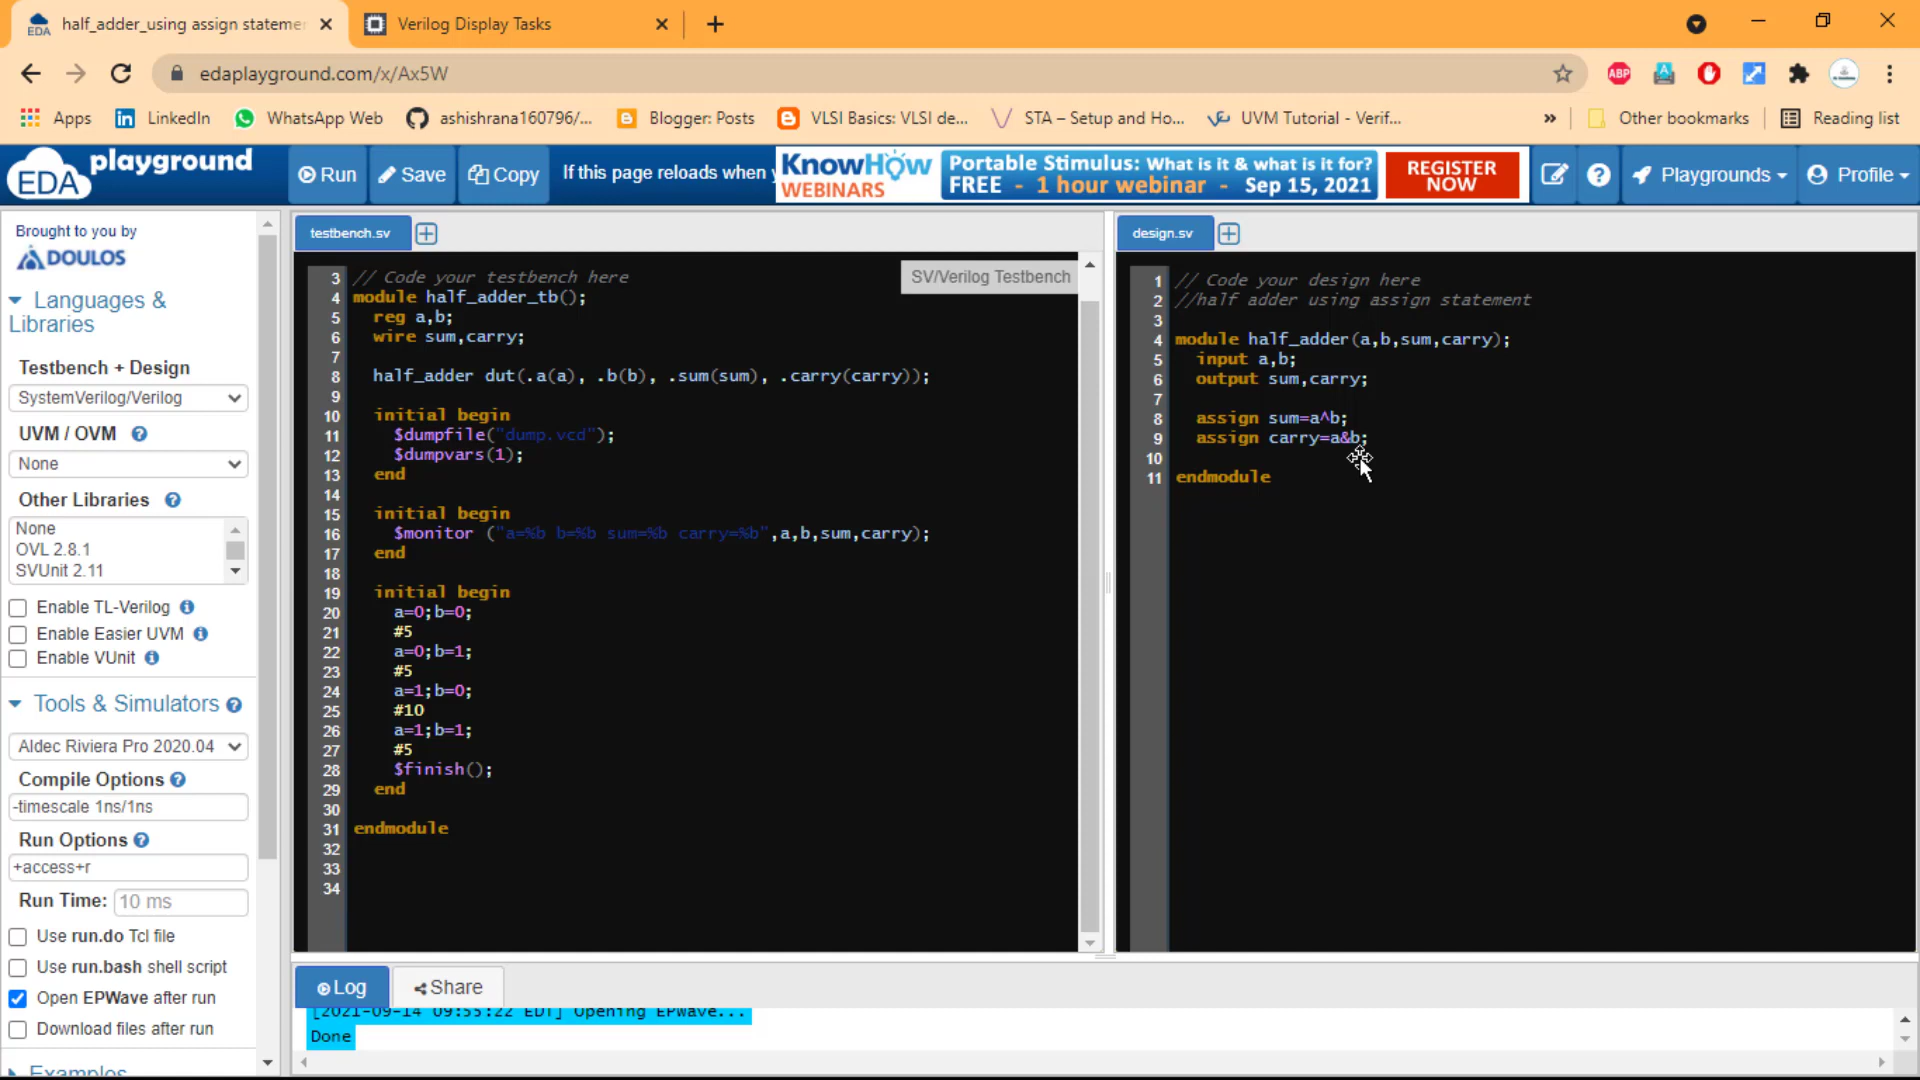 half_adder_using assign stateme
Verilog Display Tasks
edaplayground.com/x/Ax5W
ABP
Apps
LinkedIn
WhatsApp Web
ashishrana160796/...
Blogger: Posts
VLSI Basics: VLSI de...
STA – Setup and Ho...
UVM Tutorial - Verif...
»
Other bookmarks
Reading list
EDA playground
Run
Save
Copy
If this page reloads when y
KnowHow
WEBINARS
Portable Stimulus: What is it & what is it for?
FREE - 1 hour webinar - Sep 15, 2021
REGISTER
NOW
Playgrounds
Profile
Brought to you by
DOULOS
Languages &
Libraries
Testbench + Design
SystemVerilog/Verilog
UVM / OVM
None
Other Libraries
None
OVL 2.8.1
SVUnit 2.11
Enable TL-Verilog
Enable Easier UVM
Enable VUnit
Tools & Simulators
Aldec Riviera Pro 2020.04
Compile Options
-timescale 1ns/1ns
Run Options
+access+r
Run Time: 10 ms
Use run.do Tcl file
Use run.bash shell script
Open EPWave after run
Download files after run
Examples
testbench.sv
SV/Verilog Testbench
3 // Code your testbench here
4 module half_adder_tb();
5 reg a,b;
6 wire sum,carry;
7
8 half_adder dut(.a(a), .b(b), .sum(sum), .carry(carry));
9
10 initial begin
11 $dumpfile("dump.vcd");
12 $dumpvars(1);
13 end
14
15 initial begin
16 $monitor ("a=%b b=%b sum=%b carry=%b",a,b,sum,carry);
17 end
18
19 initial begin
20 a=0;b=0;
21 #5
22 a=0;b=1;
23 #5
24 a=1;b=0;
25 #10
26 a=1;b=1;
27 #5
28 $finish();
29 end
30
31 endmodule
32
33
34
design.sv
1 // Code your design here
2 //half adder using assign statement
3
4 module half_adder(a,b,sum,carry);
5 input a,b;
6 output sum,carry;
7
8 assign sum=a^b;
9 assign carry=a&b;
10
11 endmodule
Log
Share
[2021-09-14 09:55:22 EDT] Opening EPWave...
Done